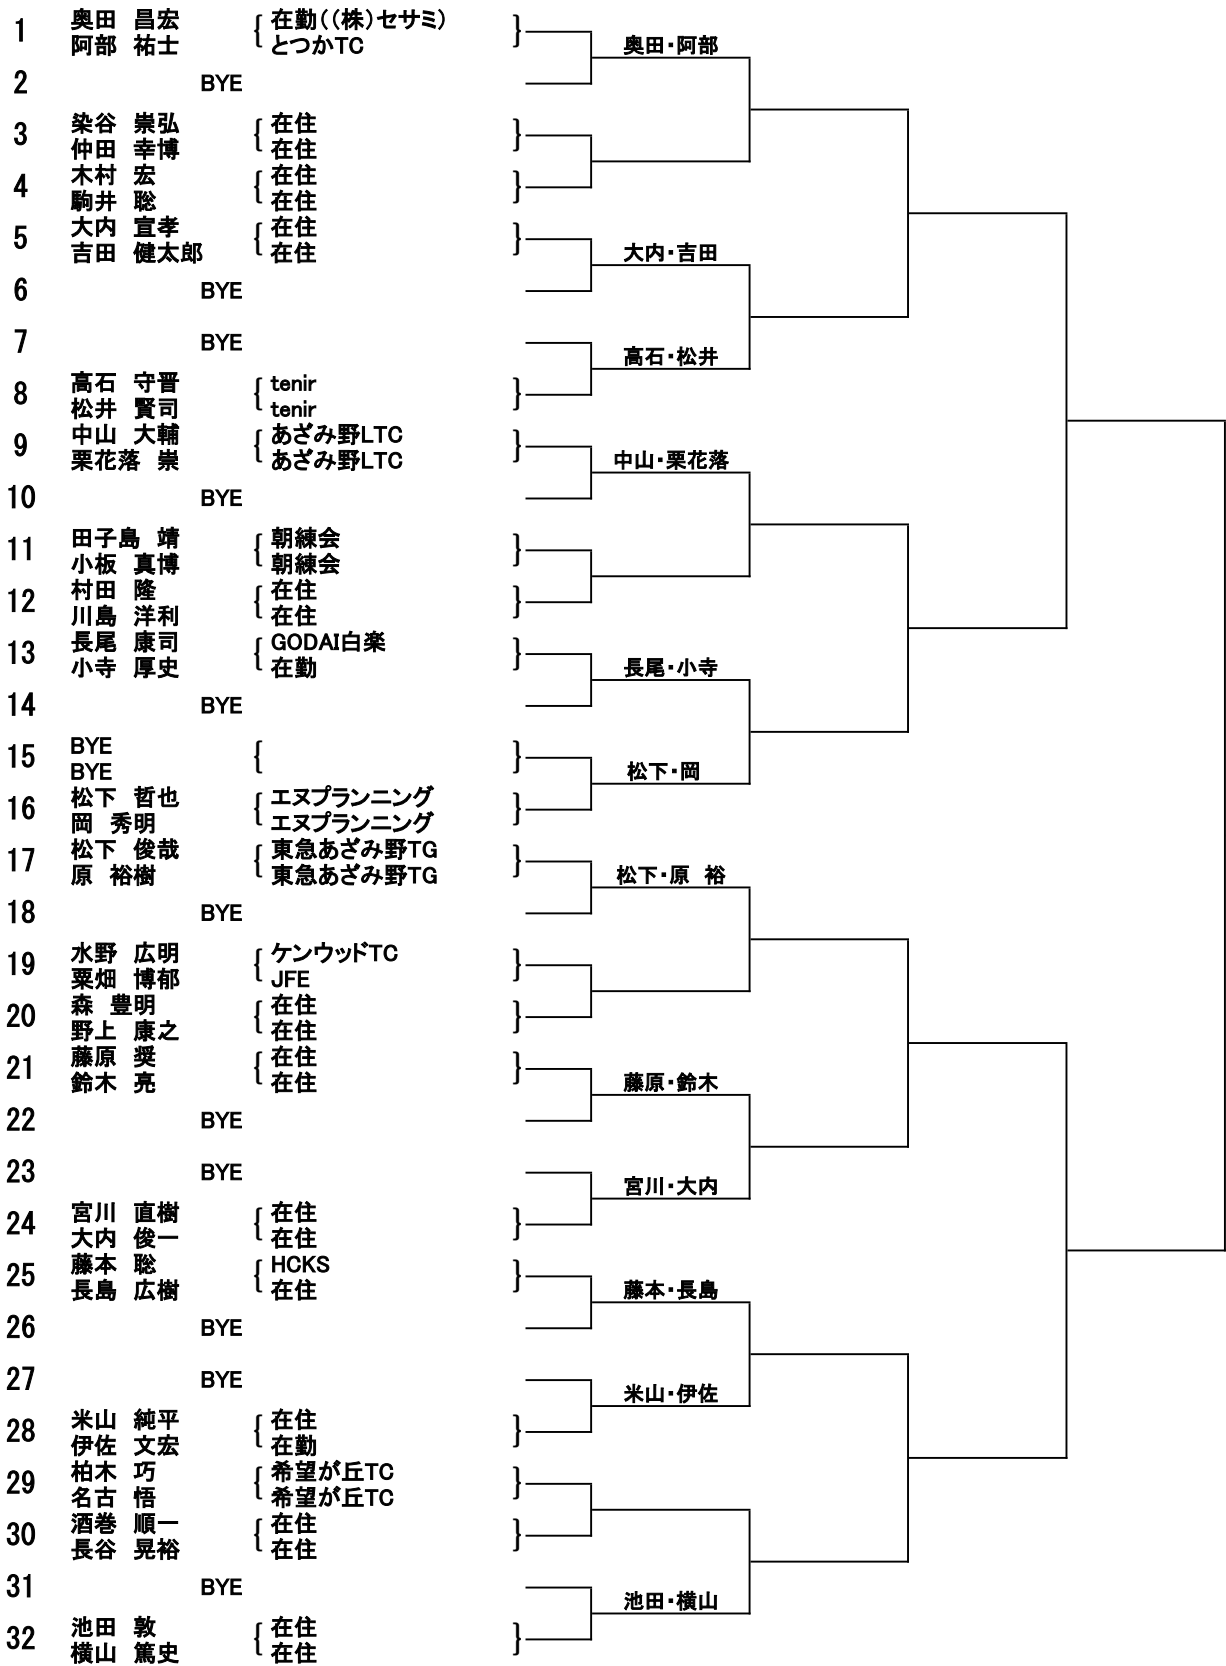 1 奥田 昌宏 在勤((株)セサミ)
阿部 祐士 とつかTC
奥田・阿部
2 BYE
3 染谷 崇弘 在住
仲田 幸博 在住
4 木村 宏 在住
駒井 聡 在住
5 大内 宣孝 在住
吉田 健太郎 在住
大内・吉田
6 BYE
7 BYE
高石・松井
8 高石 守晋 tenir
松井 賢司 tenir
9 中山 大輔 あざみ野LTC
栗花落 崇 あざみ野LTC
中山・栗花落
10 BYE
11 田子島 靖 朝練会
小板 真博 朝練会
12 村田 隆 在住
川島 洋利 在住
13 長尾 康司 GODAI白楽
小寺 厚史 在勤
長尾・小寺
14 BYE
15 BYE
BYE
松下・岡
16 松下 哲也 エヌプランニング
岡 秀明 エヌプランニング
17 松下 俊哉 東急あざみ野TG
原 裕樹 東急あざみ野TG
松下・原 裕
18 BYE
19 水野 広明 ケンウッドTC
粟畑 博郁 JFE
20 森 豊明 在住
野上 康之 在住
21 藤原 奨 在住
鈴木 亮 在住
藤原・鈴木
22 BYE
23 BYE
宮川・大内
24 宮川 直樹 在住
大内 俊一 在住
25 藤本 聡 HCKS
長島 広樹 在住
藤本・長島
26 BYE
27 BYE
米山・伊佐
28 米山 純平 在住
伊佐 文宏 在勤
29 柏木 巧 希望が丘TC
名古 悟 希望が丘TC
30 酒巻 順一 在住
長谷 晃裕 在住
31 BYE
池田・横山
32 池田 敦 在住
横山 篤史 在住